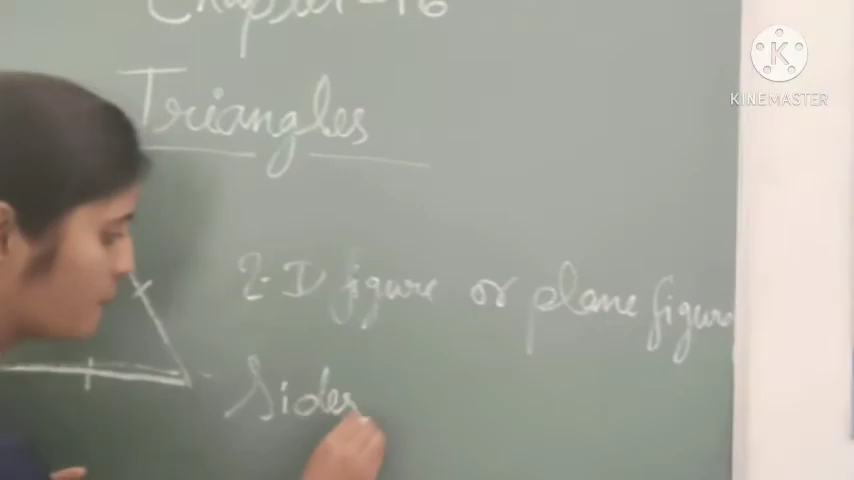 Chapter-16
Triangles
2-D figure or plane figure
Sides
K
KINEMASTER